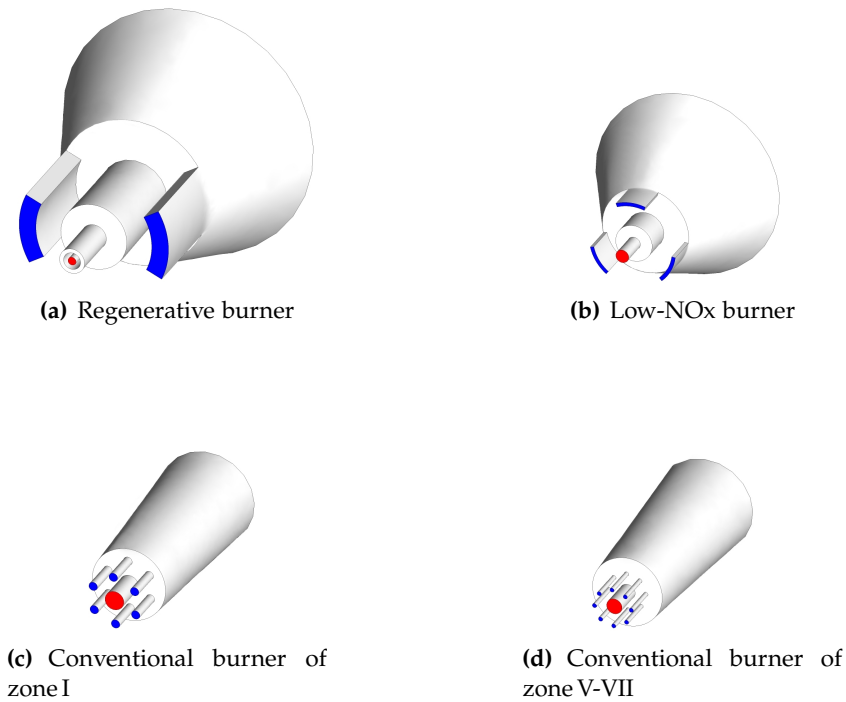 (a) Regenerative burner
(b) Low-NOx burner
(c) Conventional burner of
zone I
(d) Conventional burner of
zone V-VII